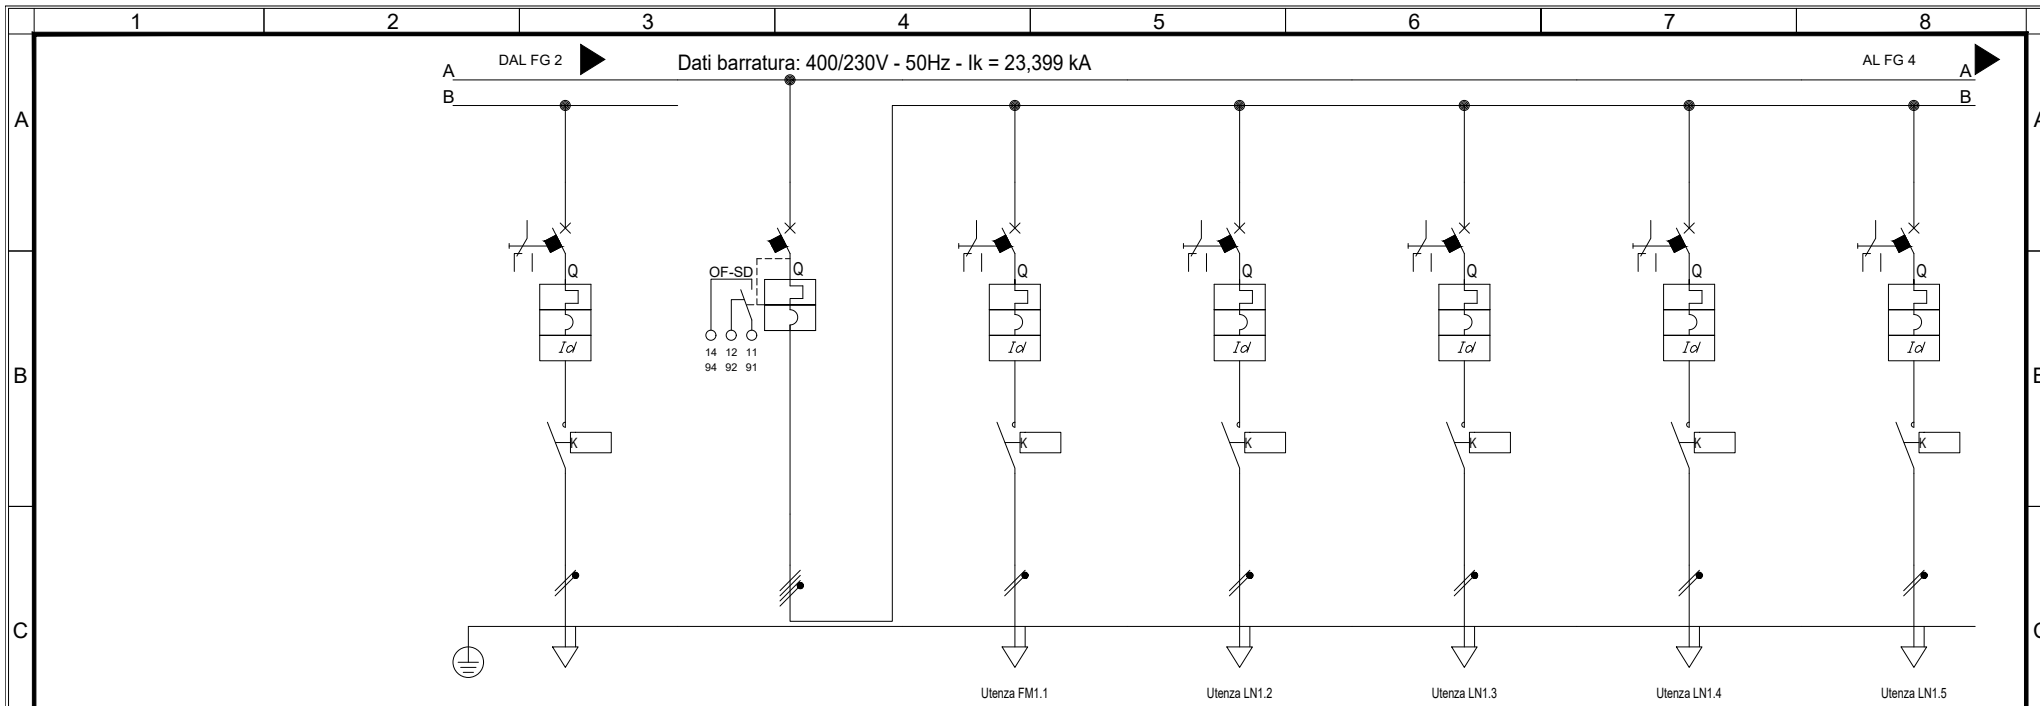 1 2 3 4 5 6 7 8
DAL FG 2 Dati barratura: 400/230V - 50Hz - Ik = 23,399 kA AL FG 4
A A
B B
A A
Q Q Q Q Q Q Q
OF-SD
Id Id Id Id Id Id
14 12 11
94 92 91
B B
K K K K K K
C C
Utenza FM1.1 Utenza LN1.2 Utenza LN1.3 Utenza LN1.4 Utenza LN1.5